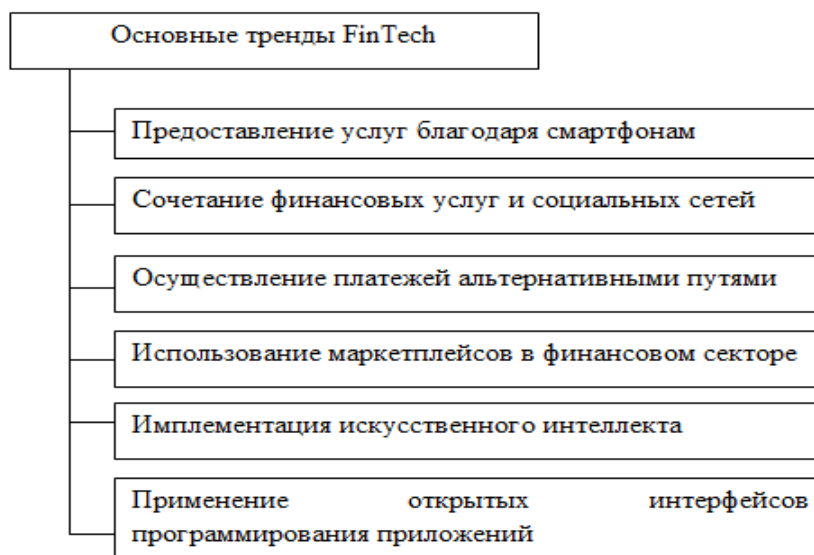 Основные тренды FinTech
Предоставление услуг благодаря смартфонам
Сочетание финансовых услуг и социальных сетей
Осуществление платежей альтернативными путями
Использование маркетплейсов в финансовом секторе
Имплементация искусственного интеллекта
Применение открытых интерфейсов
программирования приложений